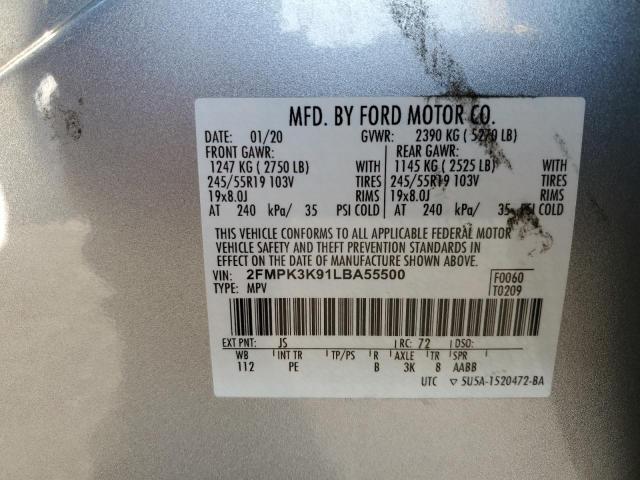 MFD. BY FORD MOTOR CO.
DATE: 01/20 GVWR: 2390 KG ( 5270 LB)
FRONT GAWR: REAR GAWR:
1247 KG ( 2750 LB) WITH 1145 KG ( 2525 LB) WITH
245/55R19 103V TIRES 245/55R19 103V TIRES
19x8.0J RIMS 19x8.0J RIMS
AT 240 kPa/ 35 PSI COLD AT 240 kPa/ 35 PSI COLD
THIS VEHICLE CONFORMS TO ALL APPLICABLE FEDERAL MOTOR
VEHICLE SAFETY AND THEFT PREVENTION STANDARDS IN
EFFECT ON THE DATE OF MANUFACTURE SHOWN ABOVE.
VIN: 2FMPK3K91LBA55500 F0060
TYPE: MPV T0209
EXT PNT: JS RC: 72 DSO:
WB INT TR TP/PS R AXLE TR SPR
112 PE B 3K 8 AABB
UTC ▽ 5U5A-1520472-BA